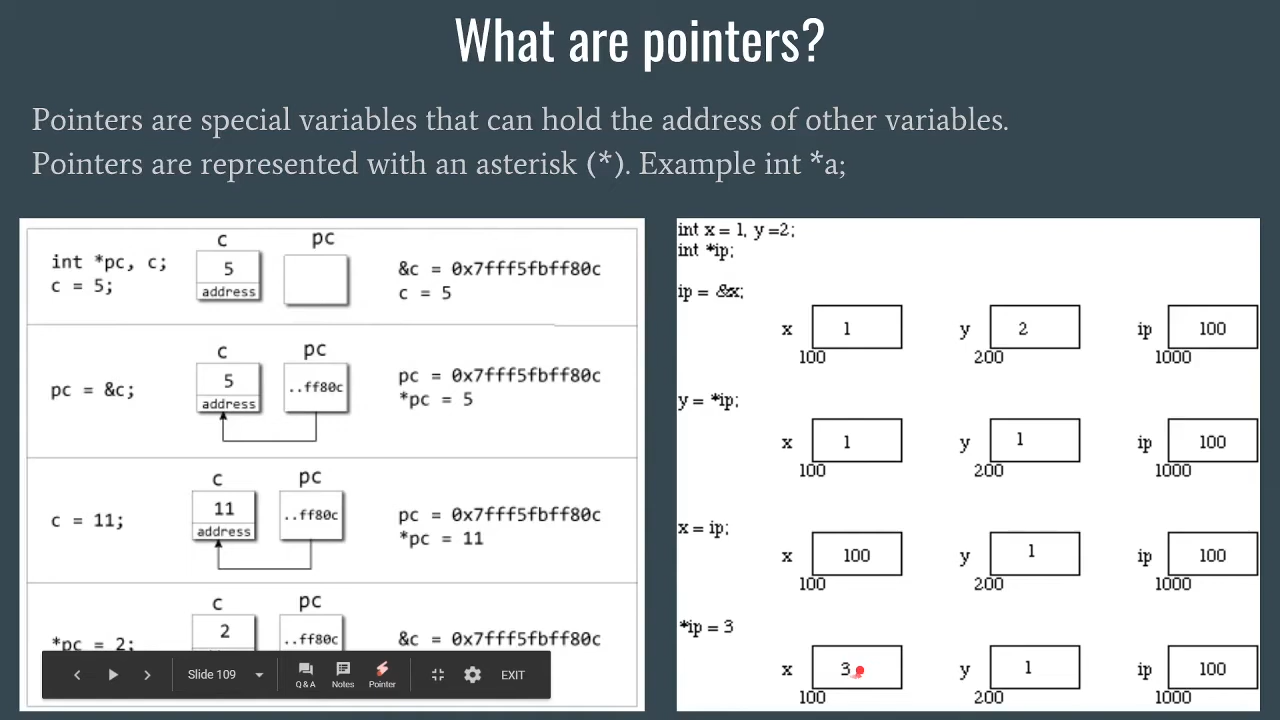 What are pointers?
Pointers are special variables that can hold the address of other variables.
Pointers are represented with an asterisk (*). Example int *a;
c pc
int *pc, c;
c = 5;
5
address
&c = 0x7fff5fbff80c
c = 5
c pc
pc = &c;
5 ..ff80c
address
pc = 0x7fff5fbff80c
*pc = 5
c pc
c = 11;
11 ..ff80c
address
pc = 0x7fff5fbff80c
*pc = 11
c pc
*pc = 2;
2 ..ff80c
&c = 0x7fff5fbff80c
int x = 1, y =2;
int *ip;
ip = &x;
x 1 y 2 ip 100
100 200 1000
y = *ip;
x 1 y 1 ip 100
100 200 1000
x = ip;
x 100 y 1 ip 100
100 200 1000
*ip = 3
x 3 y 1 ip 100
100 200 1000
Slide 109
Q & A Notes Pointer
EXIT